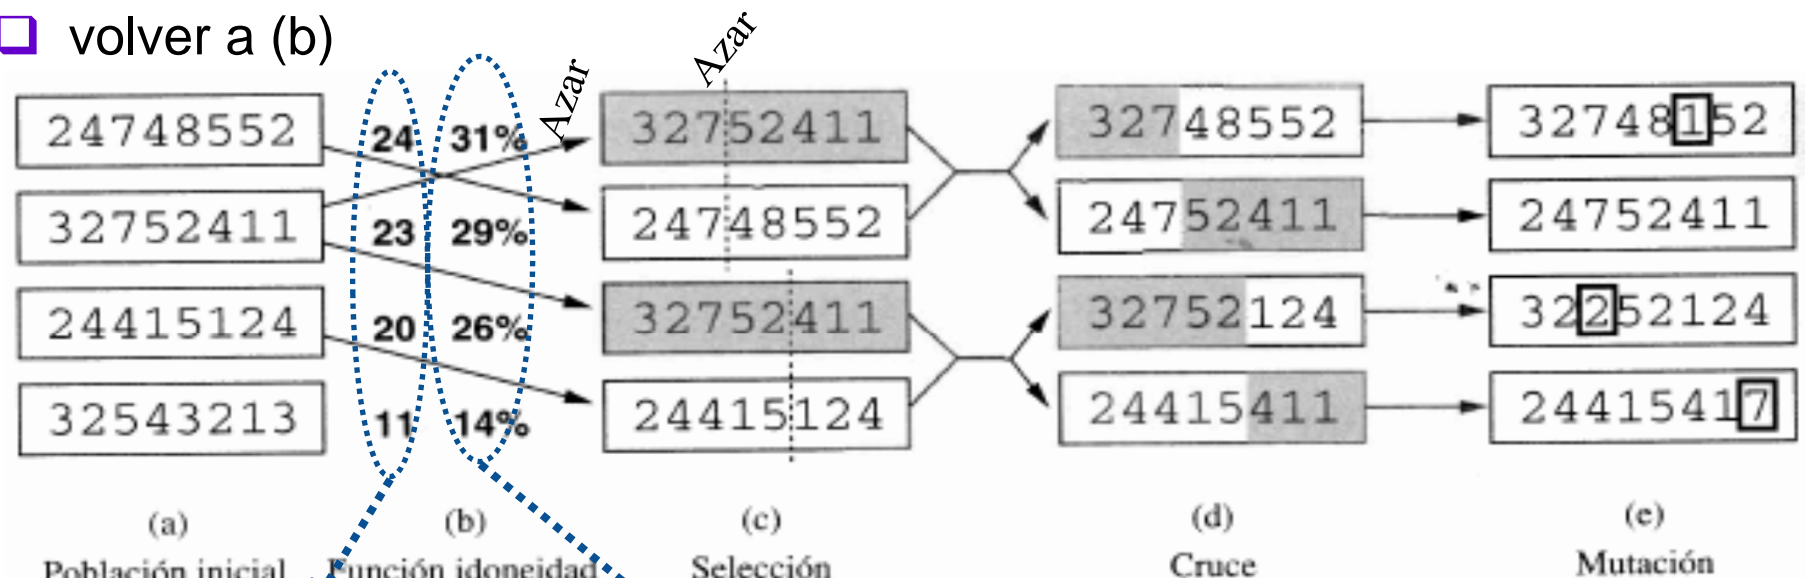 volver a (b)
Azar
Azar
24748552 24 31% 32752411 32748552 32748152
32752411 23 29% 24748552 24752411 24752411
24415124 20 26% 32752411 32752124 32252124
32543213 11 14% 24415124 24415411 24415417
(a) (b) (c) (d) (e)
Población inicial Función idoneidad Selección Cruce Mutación